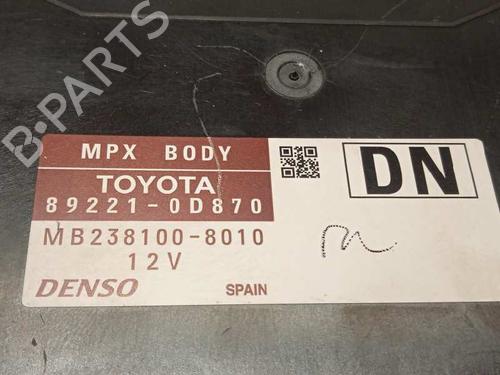 MPX BODY
TOYOTA
89221-0D870
MB238100-8010
12V
DENSO
SPAIN
DN
B-PARTS